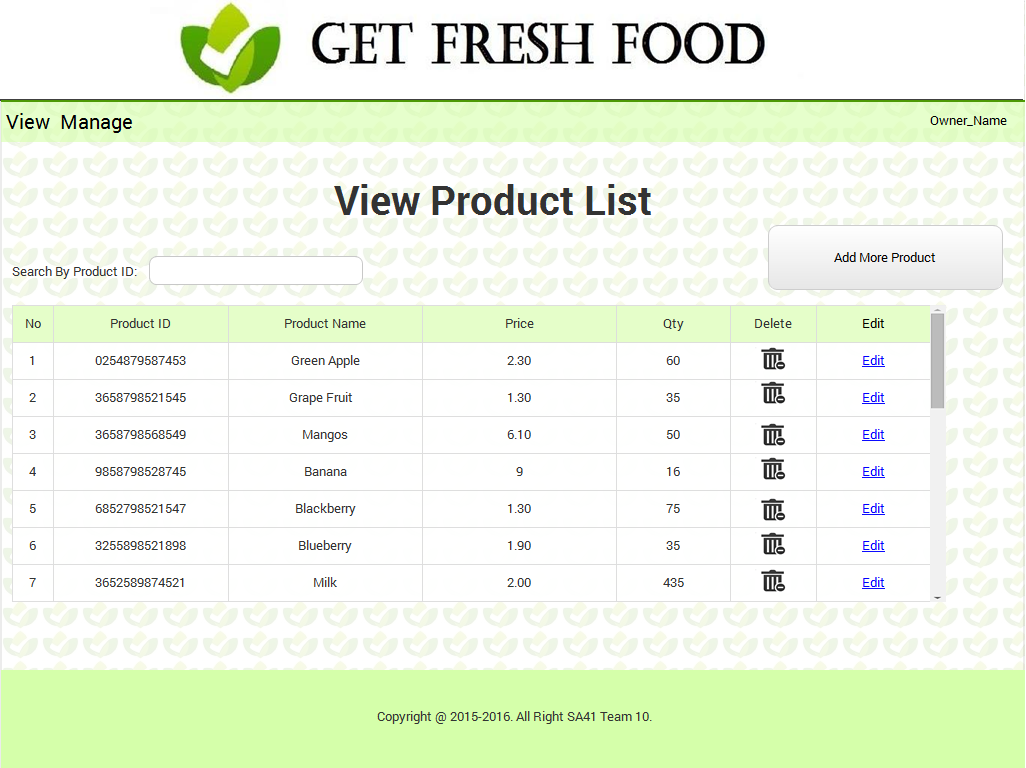 GET FRESH FOOD
View Manage Owner_Name
View Product List
Add More Product
Search By Product ID:
No Product ID Product Name Price Qty Delete Edit
1 0254879587453 Green Apple 2.30 60 Edit
2 3658798521545 Grape Fruit 1.30 35 Edit
3 3658798568549 Mangos 6.10 50 Edit
4 9858798528745 Banana 9 16 Edit
5 6852798521547 Blackberry 1.30 75 Edit
6 3255898521898 Blueberry 1.90 35 Edit
7 3652589874521 Milk 2.00 435 Edit
Copyright @ 2015-2016. All Right SA41 Team 10.